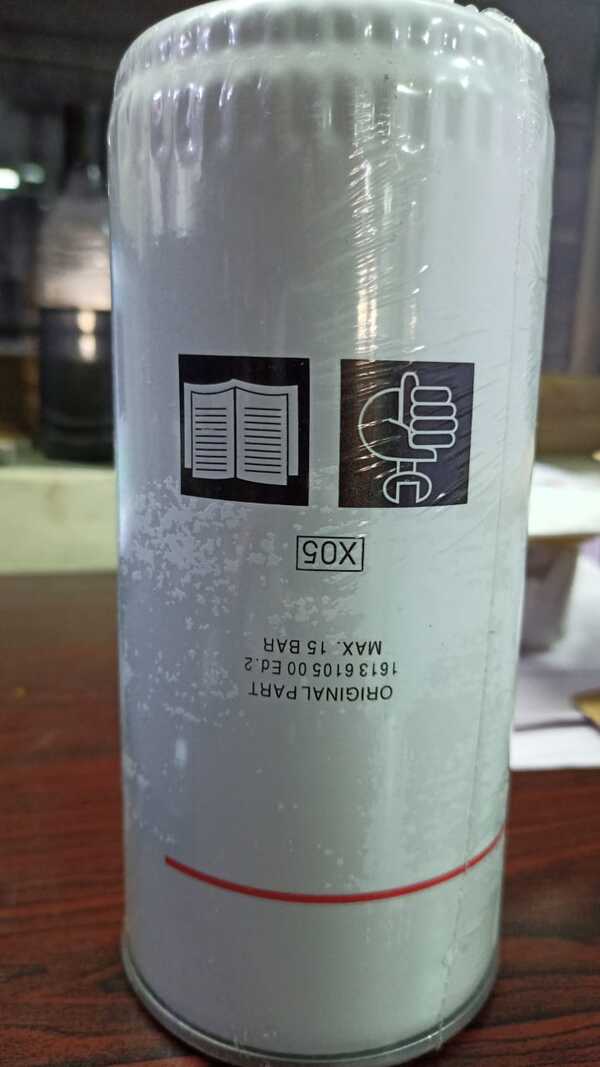 ORIGINAL PART
1613 6105 00 Ed.2
MAX. 15 BAR
X05